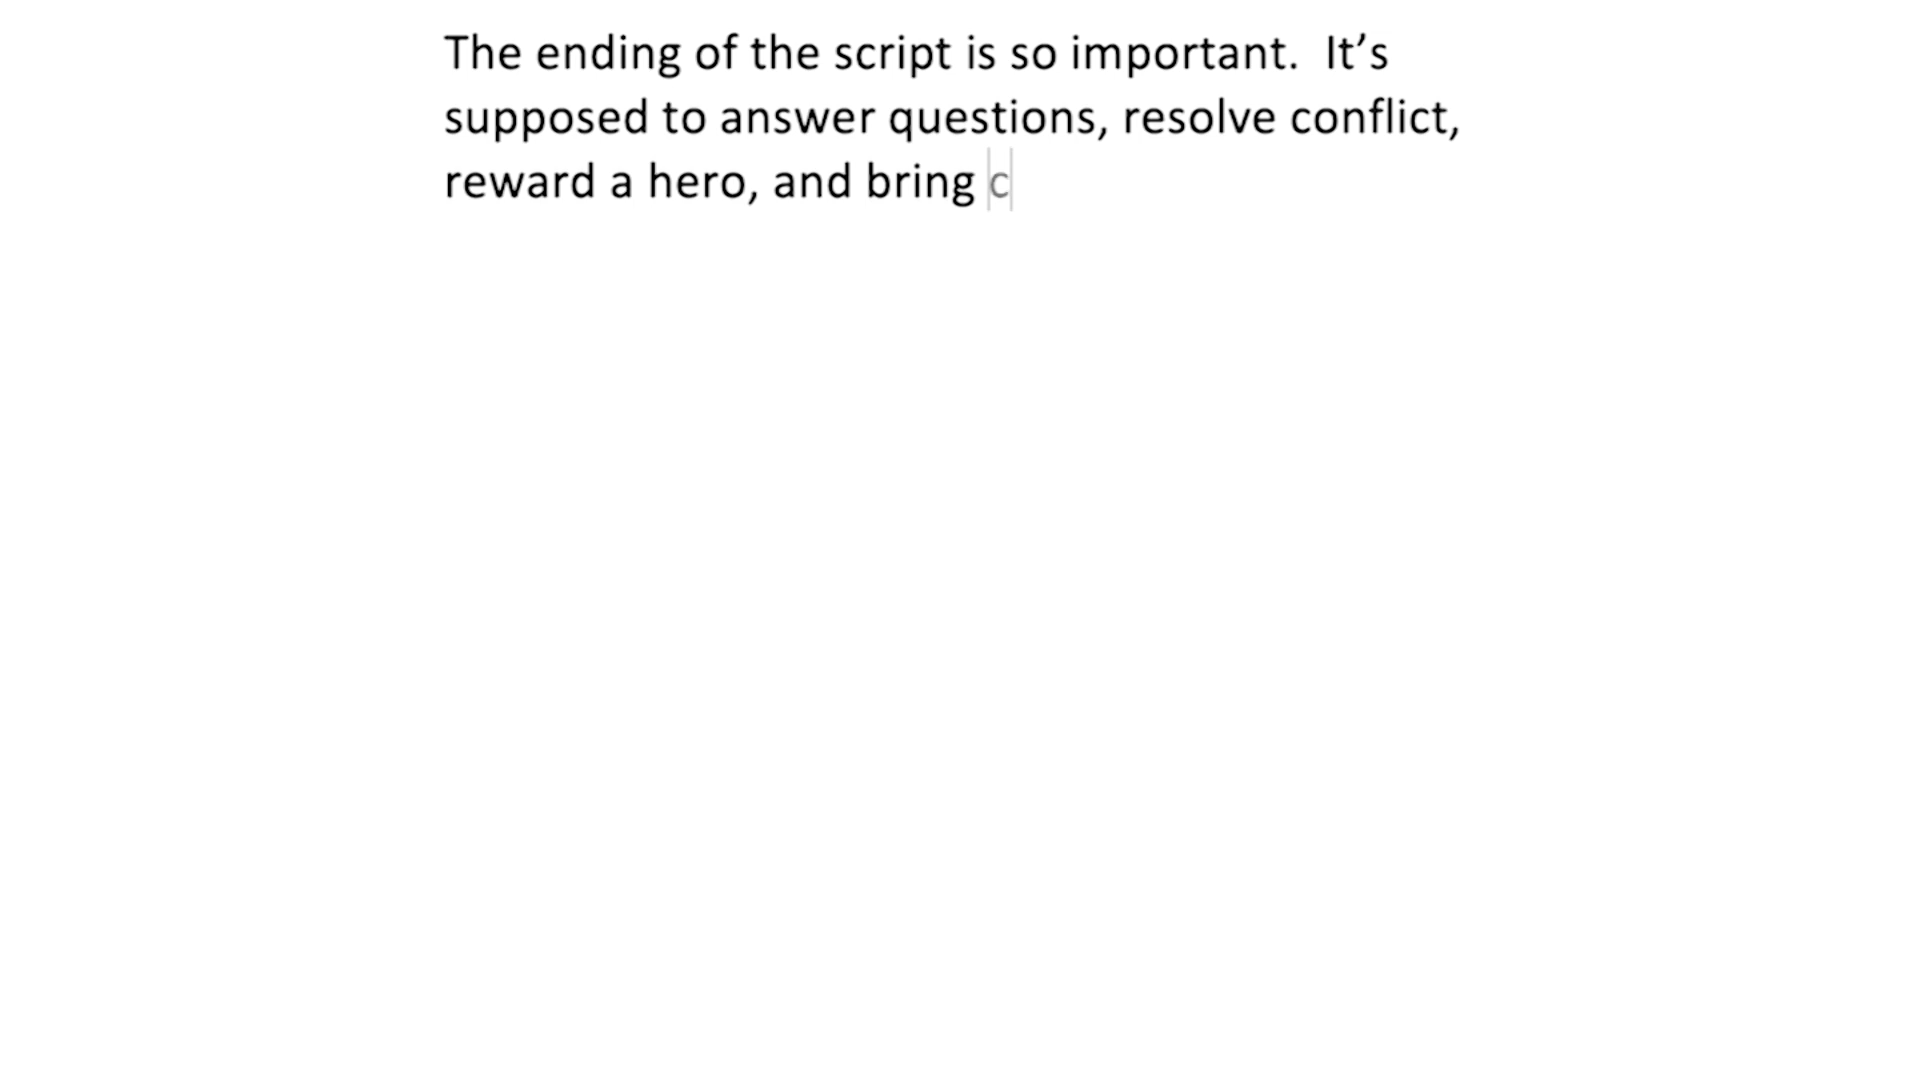 The ending of the script is so important.  It’s
supposed to answer questions, resolve conflict,
reward a hero, and bring c